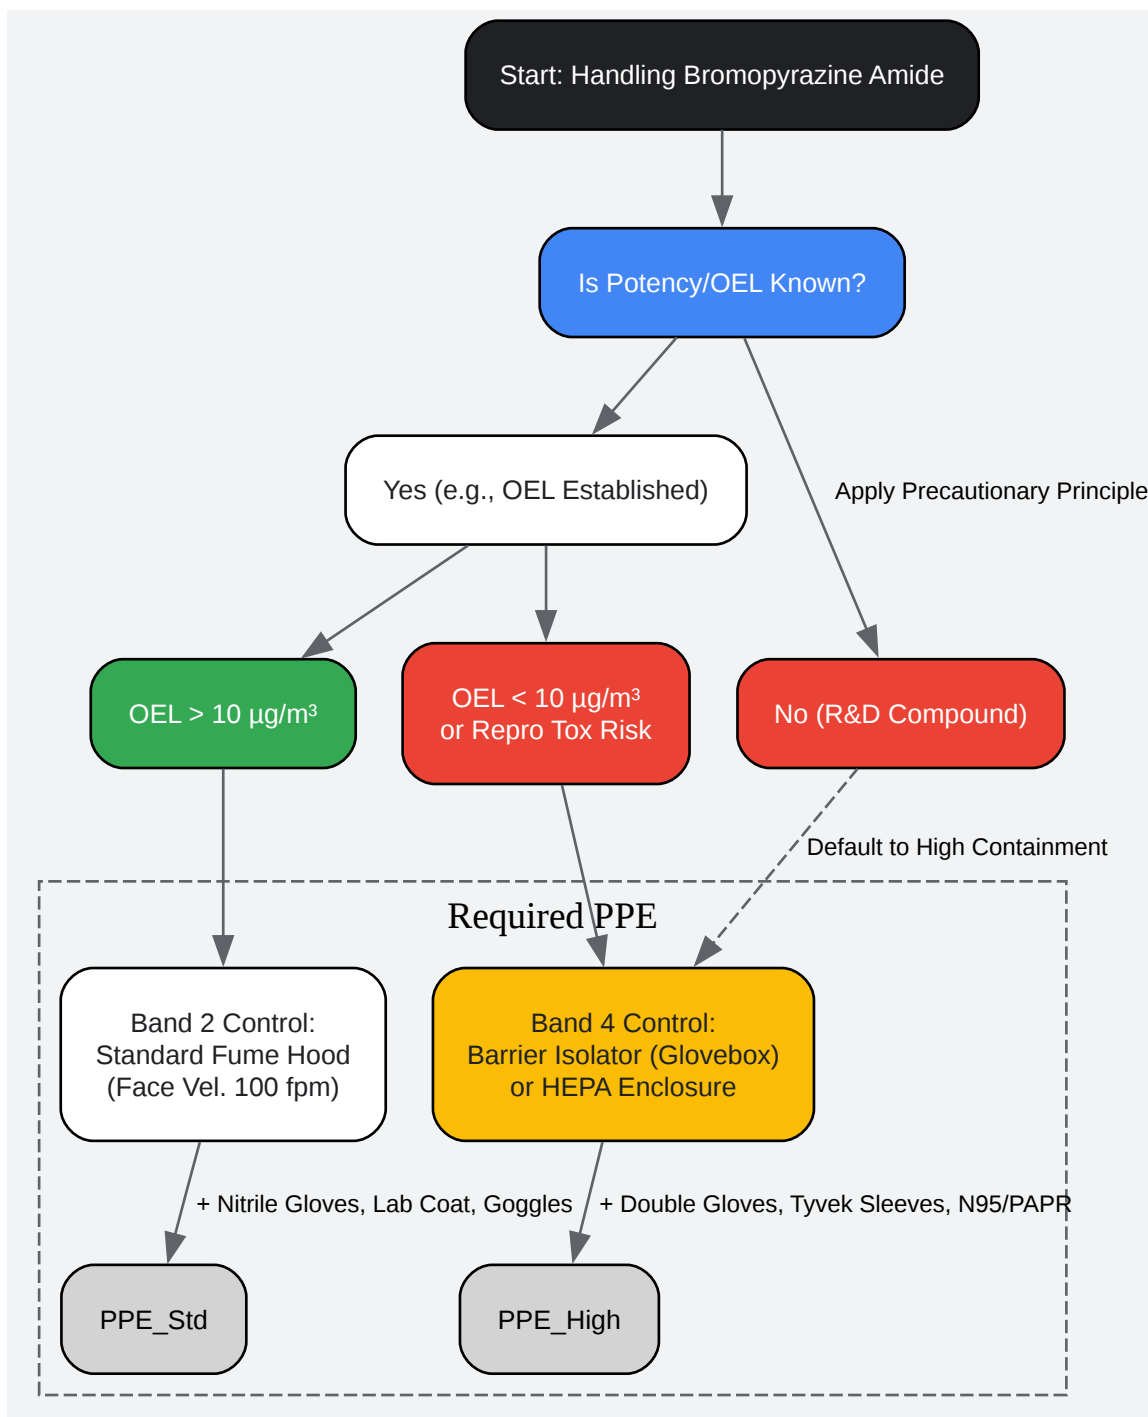 Start: Handling Bromopyrazine Amide
Is Potency/OEL Known?
Yes (e.g., OEL Established)
Apply Precautionary Principle
OEL > 10 µg/m³
OEL < 10 µg/m³
or Repro Tox Risk
No (R&D Compound)
Default to High Containment
Required PPE
Band 2 Control:
Standard Fume Hood
(Face Vel. 100 fpm)
Band 4 Control:
Barrier Isolator (Glovebox)
or HEPA Enclosure
+ Nitrile Gloves, Lab Coat, Goggles
+ Double Gloves, Tyvek Sleeves, N95/PAPR
PPE_Std
PPE_High